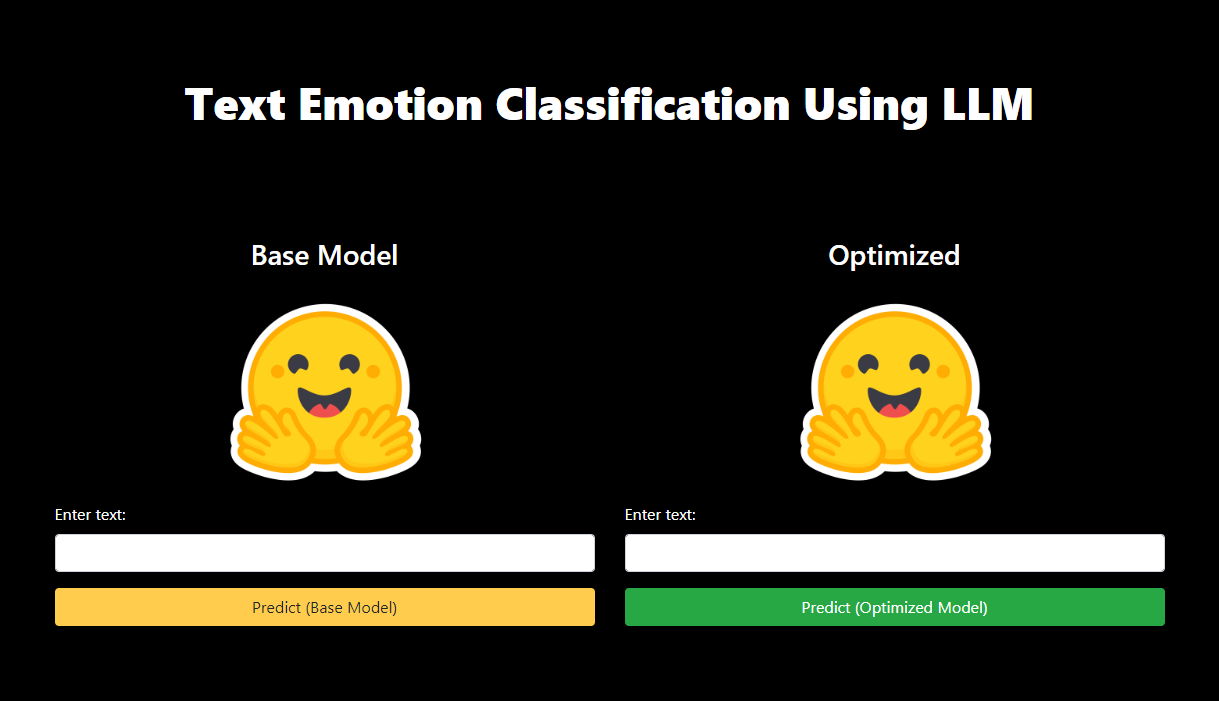 Text Emotion Classification Using LLM
Base Model
Optimized
Enter text:
Enter text:
Predict (Base Model)
Predict (Optimized Model)